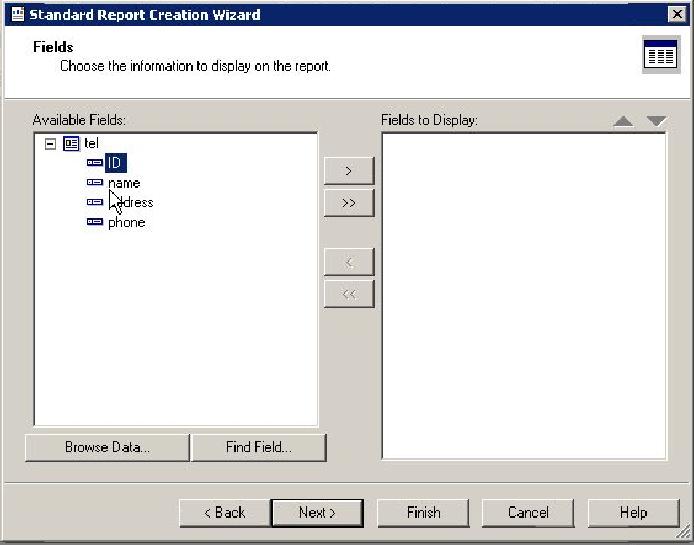 Standard Report Creation Wizard
Fields
Choose the information to display on the report.
Available Fields:
Fields to Display:
tel
ID
name
address
phone
>
>>
<
<<
Browse Data...
Find Field...
< Back
Next >
Finish
Cancel
Help